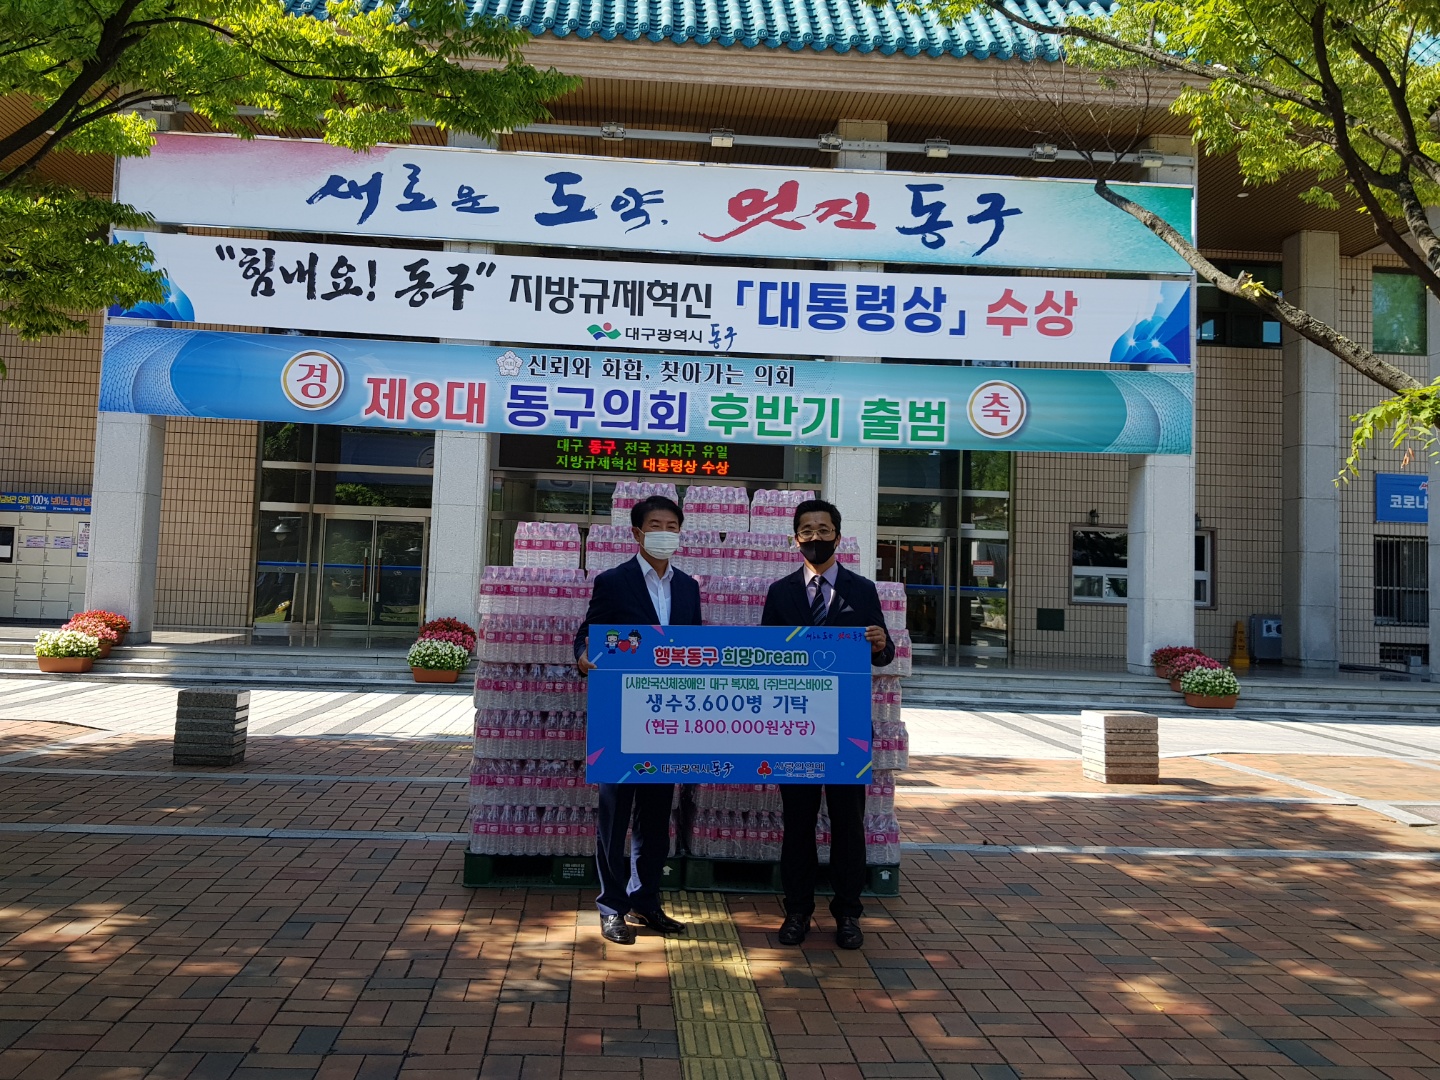 새로운 도약, 멋진 동구
"힘내요! 동구" 지방규제혁신 「대통령상」 수상
대구광역시 동구
신뢰와 화합, 찾아가는 의회
경 제8대 동구의회 후반기 출범 축
대구 동구, 전국 자치구 유일
지방규제혁신 대통령상 수상
100%
코로나
행복동구 희망Dream
(사)한국신체장애인 대구 복지회, (주)브리스바이오
생수3,600병 기탁
(현금 1,800,000원상당)
대구광역시 동구
사랑의열매